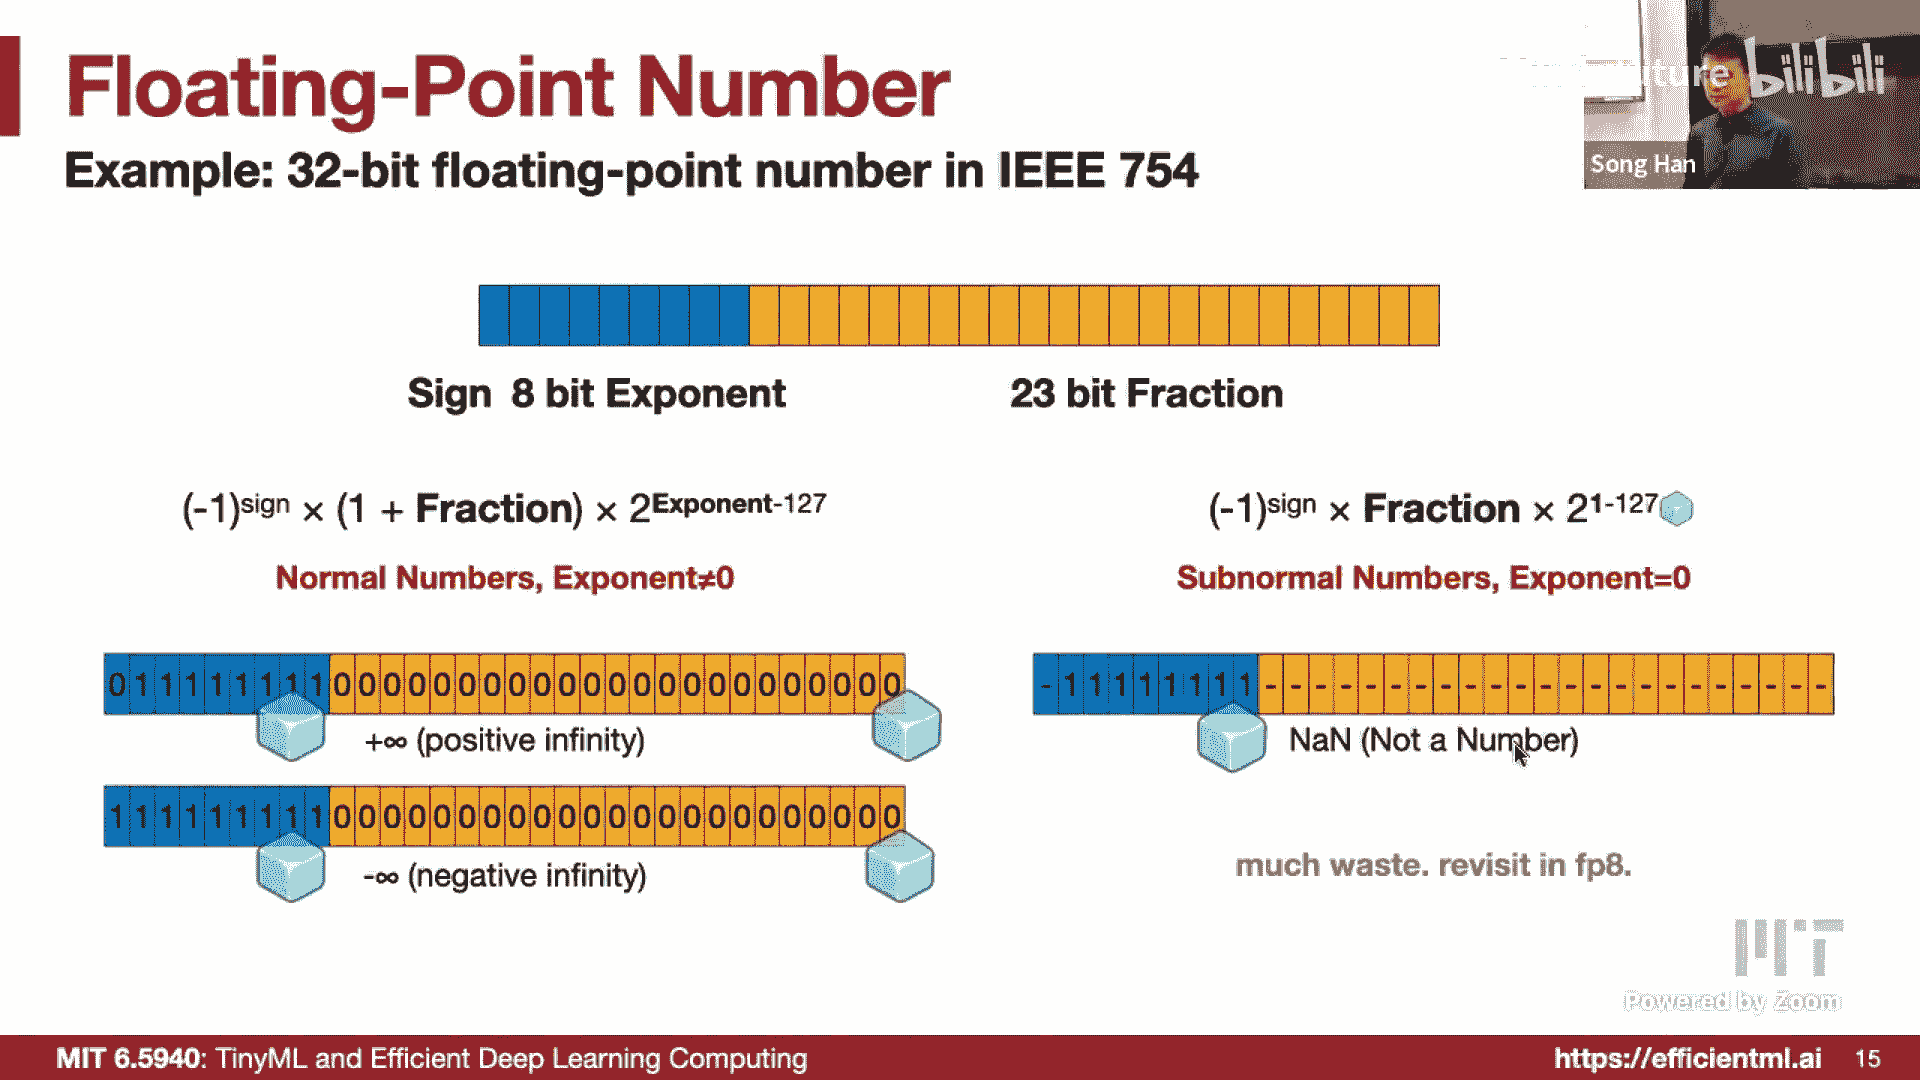 Floating-Point Number
Example: 32-bit floating-point number in IEEE 754
ture bilibili
Song Han
Sign 8 bit Exponent
23 bit Fraction
(-1)^sign × (1 + Fraction) × 2^Exponent-127
(-1)^sign × Fraction × 2^1-127
Normal Numbers, Exponent≠0
Subnormal Numbers, Exponent=0
0 1 1 1 1 1 1 1 1 0 0 0 0 0 0 0 0 0 0 0 0 0 0 0 0 0 0 0 0 0 0 0
- 1 1 1 1 1 1 1 1 - - - - - - - - - - - - - - - - - - - - - - -
+∞ (positive infinity)
NaN (Not a Number)
1 1 1 1 1 1 1 1 1 0 0 0 0 0 0 0 0 0 0 0 0 0 0 0 0 0 0 0 0 0 0 0
-∞ (negative infinity)
much waste. revisit in fp8.
MIT
Powered by Zoom
MIT 6.5940: TinyML and Efficient Deep Learning Computing
https://efficientml.ai 15